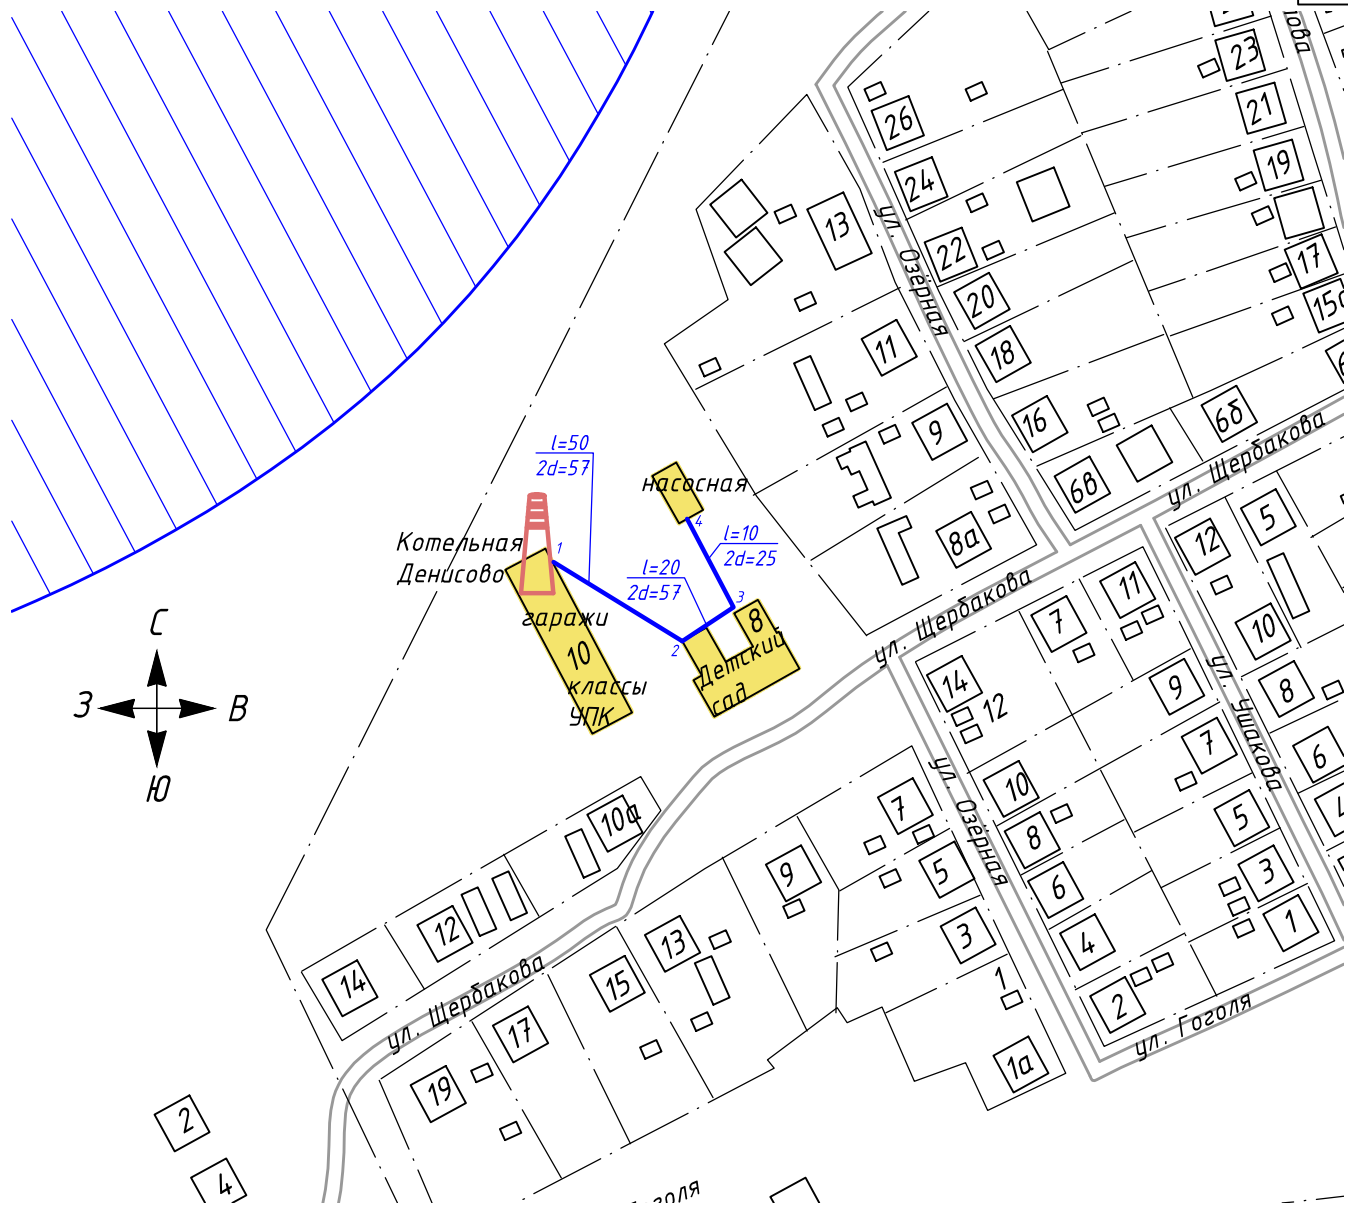 23
21
19
17
15а
26
24
22
20
18
16
6в
6б
13
11
9
8а
ул. Озёрная
ул. Щербакова
l=50
2d=57
насосная
4
l=10
2d=25
l=20
2d=57
3
1
2
Котельная
Денисово
гаражи
10
классы
УПК
8
Детский
сад
С
З
В
Ю
ул. Щербакова
12
5
11
7
10
14
12
9
8
7
6
10
8
5
6
3
4
1
2
ул. Ушакова
ул. Озёрная
7
5
3
1
1а
9
10а
12
14
13
15
17
19
ул. Щербакова
ул. Гоголя
2
4